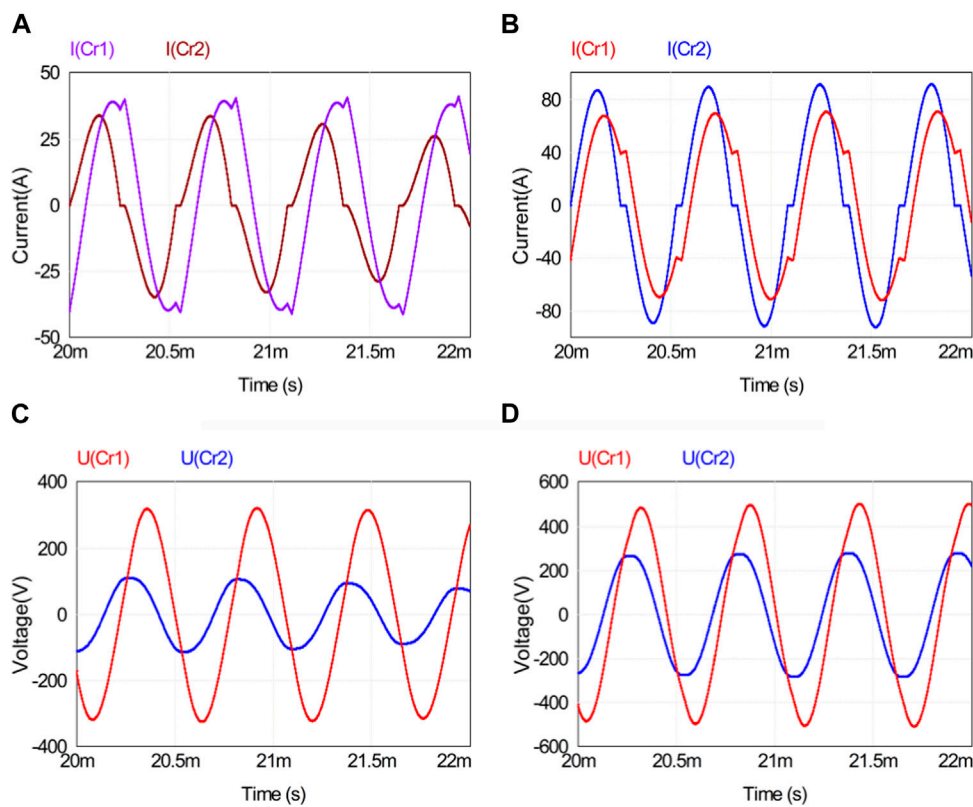 A
I(Cr1) I(Cr2)
50
25
0
-25
-50
Current(A)
20m 20.5m 21m 21.5m 22m
Time (s)
B
I(Cr1) I(Cr2)
80
40
0
-40
-80
Current(A)
20m 20.5m 21m 21.5m 22m
Time (s)
C
U(Cr1) U(Cr2)
400
200
0
-200
-400
Voltage(V)
20m 20.5m 21m 21.5m 22m
Time (s)
D
U(Cr1) U(Cr2)
600
400
200
0
-200
-400
-600
Voltage(V)
20m 20.5m 21m 21.5m 22m
Time (s)